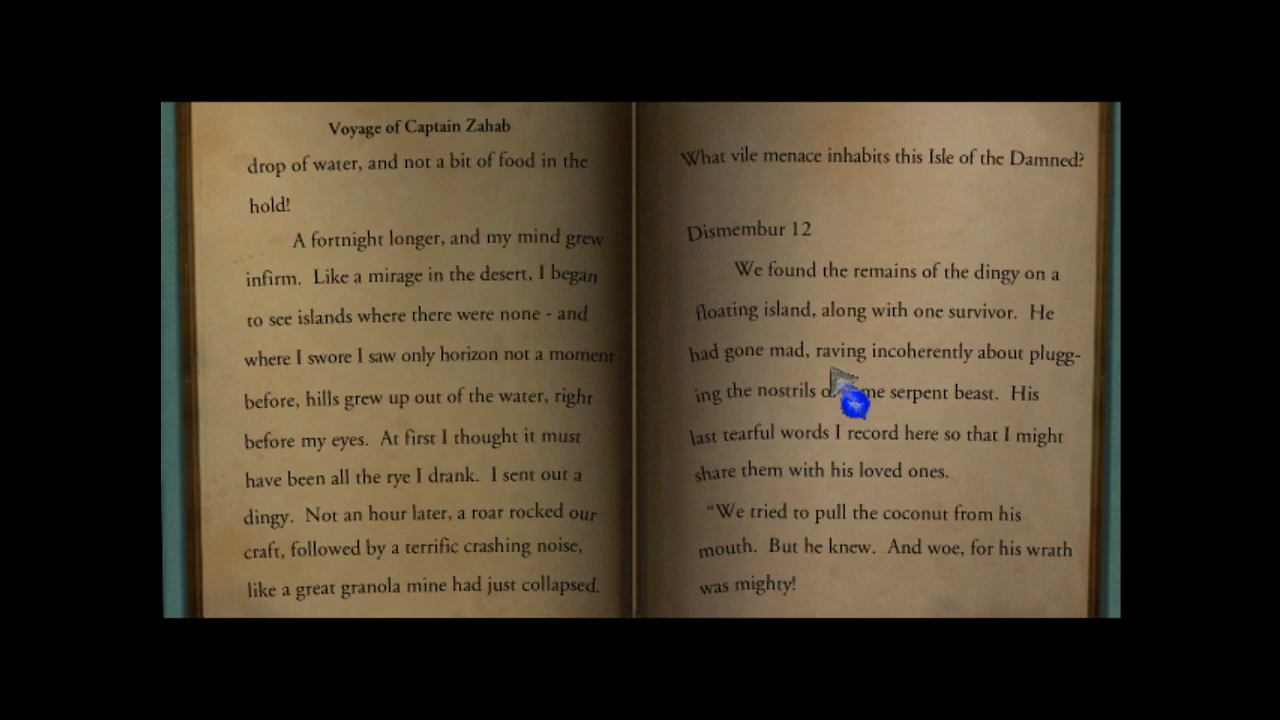 Voyage of Captain Zahab
drop of water, and not a bit of food in the
hold!
A fortnight longer, and my mind grew
infirm. Like a mirage in the desert, I began
to see islands where there were none - and
where I swore I saw only horizon not a moment
before, hills grew up out of the water, right
before my eyes. At first I thought it must
have been all the rye I drank. I sent out a
dingy. Not an hour later, a roar rocked our
craft, followed by a terrific crashing noise,
like a great granola mine had just collapsed.
What vile menace inhabits this Isle of the Damned?
Dismembur 12
We found the remains of the dingy on a
floating island, along with one survivor. He
had gone mad, raving incoherently about plugg-
ing the nostrils serpent beast. His
last tearful words I record here so that I might
share them with his loved ones.
"We tried to pull the coconut from his
mouth. But he knew. And woe, for his wrath
was mighty!